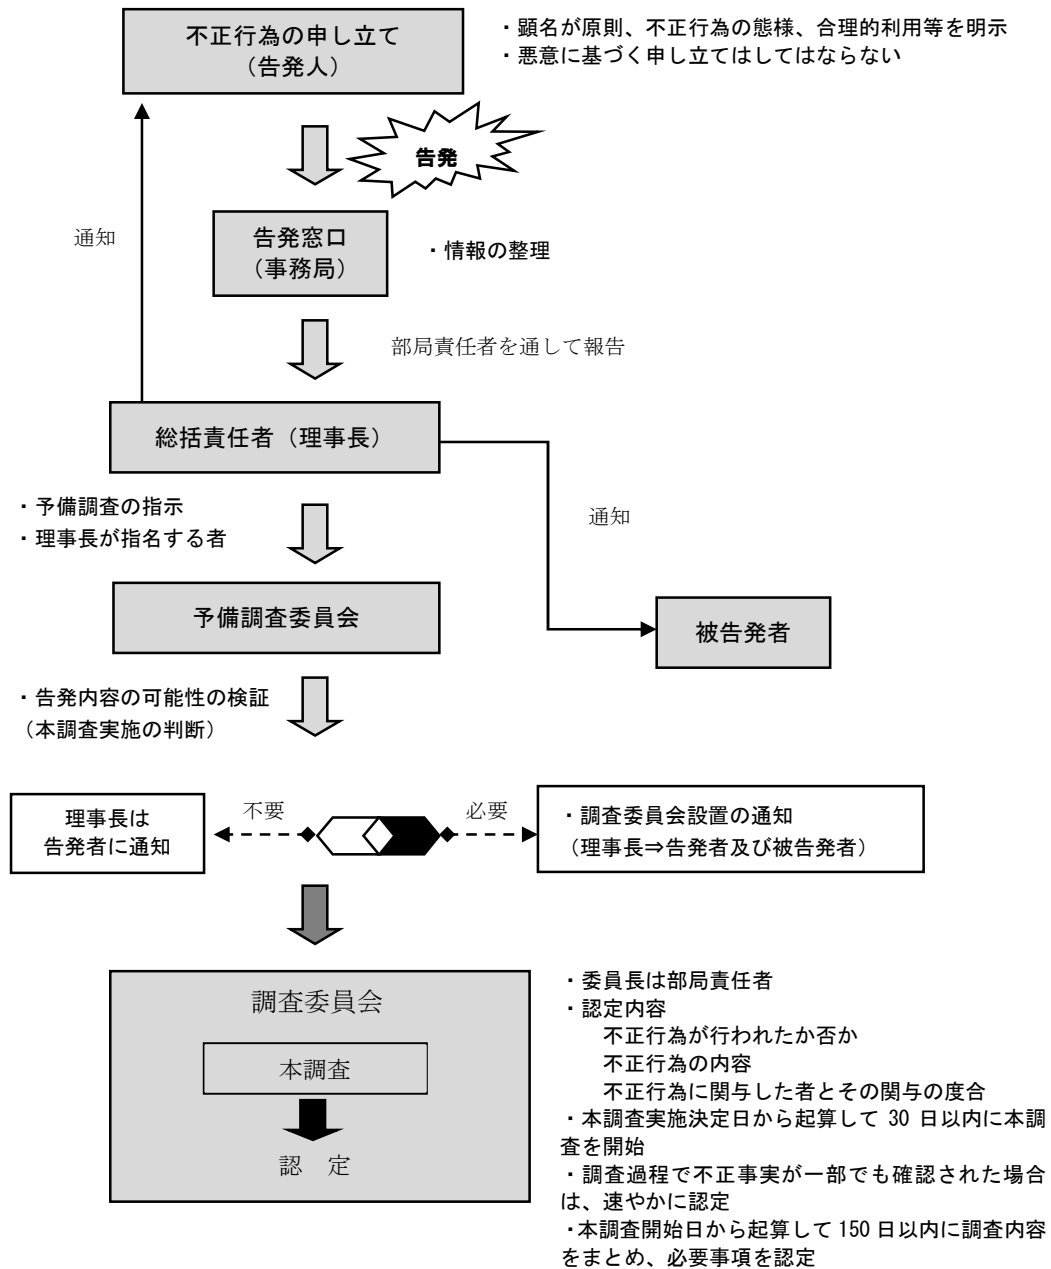 不正行為の申し立て
（告発人）
・顕名が原則、不正行為の態様、合理的利用等を明示
・悪意に基づく申し立てはしてはならない
告発
通知
告発窓口
（事務局）
・情報の整理
部局責任者を通して報告
総括責任者（理事長）
・予備調査の指示
・理事長が指名する者
通知
予備調査委員会
被告発者
・告発内容の可能性の検証
（本調査実施の判断）
理事長は
告発者に通知
不要
必要
・調査委員会設置の通知
（理事長⇒告発者及び被告発者）
調査委員会
本調査
認　定
・委員長は部局責任者
・認定内容
不正行為が行われたか否か
不正行為の内容
不正行為に関与した者とその関与の度合
・本調査実施決定日から起算して 30 日以内に本調
査を開始
・調査過程で不正事実が一部でも確認された場合
は、速やかに認定
・本調査開始日から起算して 150 日以内に調査内容
をまとめ、必要事項を認定